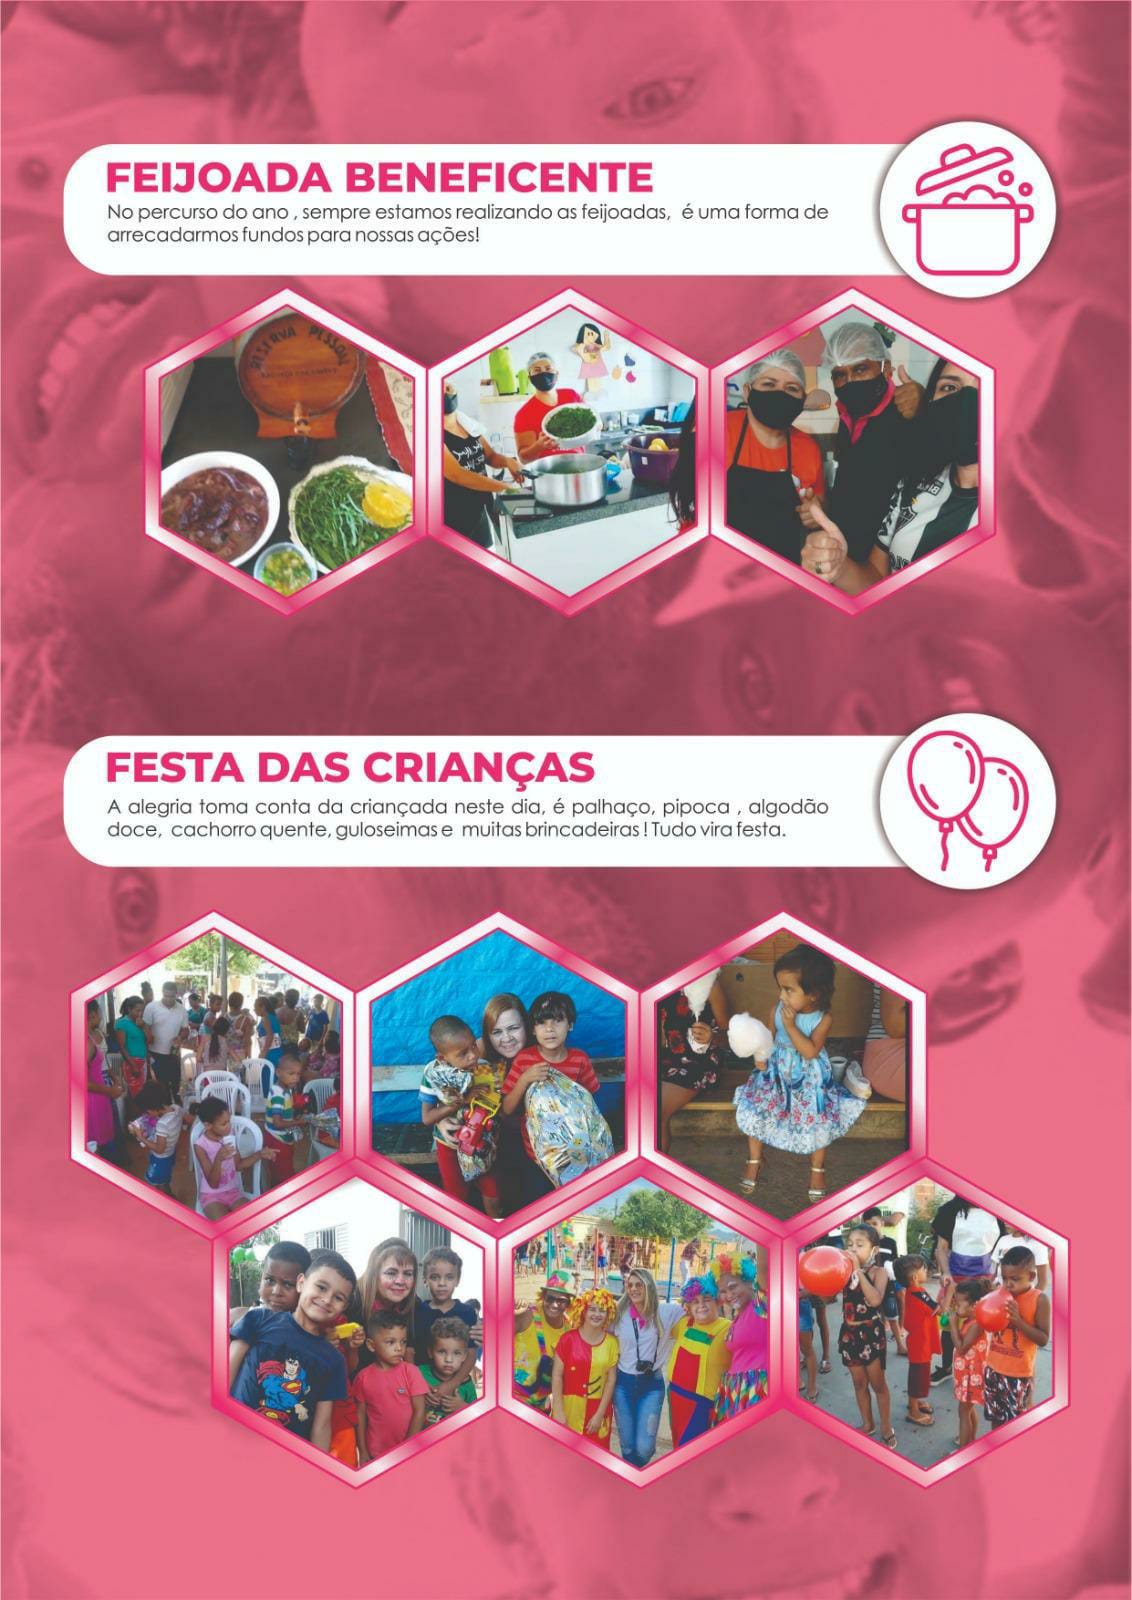 FEIJOADA BENEFICENTE
No percurso do ano , sempre estamos realizando as feijoadas, é uma forma de
arrecadarmos fundos para nossas ações!
RESERVA PESSOAL
FESTA DAS CRIANÇAS
A alegria toma conta da criançada neste dia, é palhaço, pipoca , algodão
doce, cachorro quente, guloseimas e muitas brincadeiras ! Tudo vira festa.